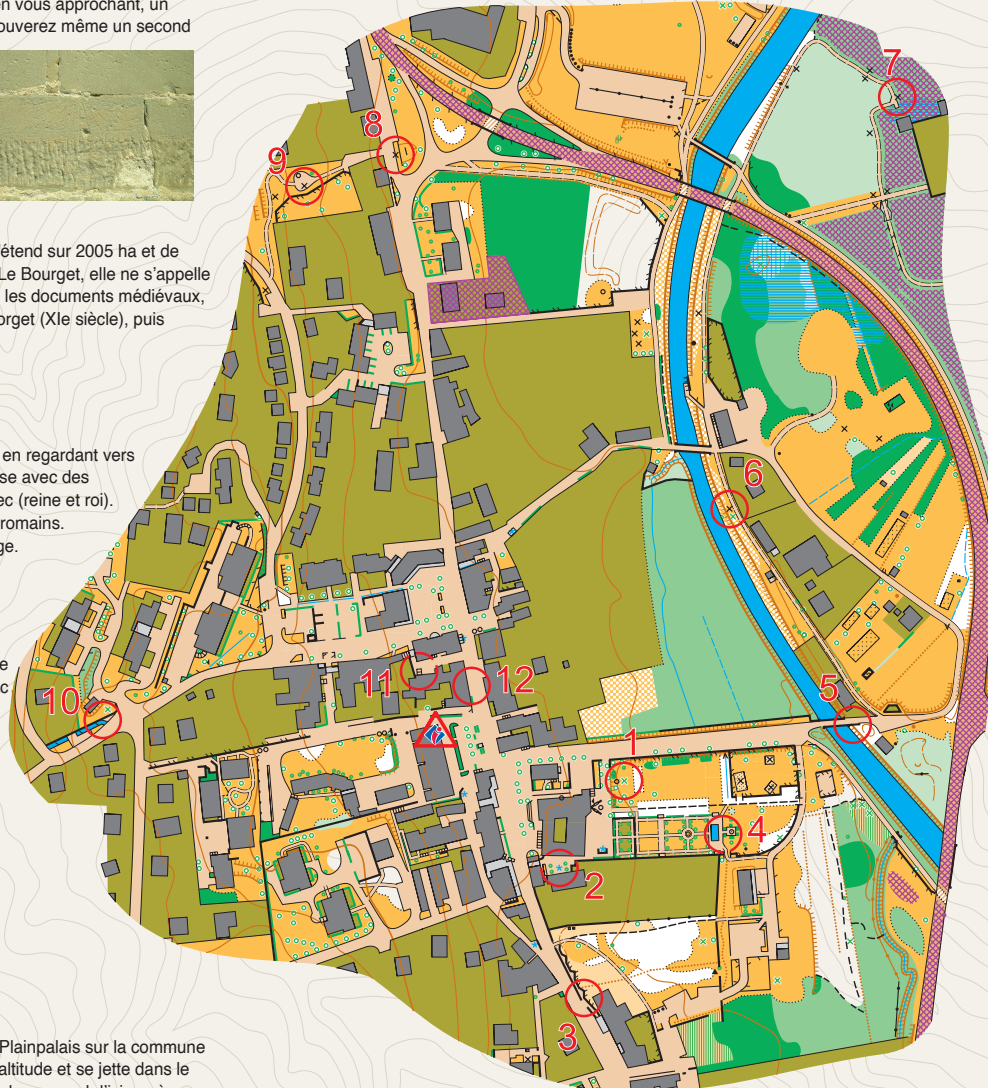 en vous approchant, un
ouverez même un second
'étend sur 2005 ha et de
Le Bourget, elle ne s'appelle
les documents médiévaux,
orget (XIe siècle), puis
en regardant vers
se avec des
ec (reine et roi).
romains.
ge.
e
c
Plainpalais sur la commune
altitude et se jette dans le
7
8
9
6
5
11
12
10
1
4
2
3